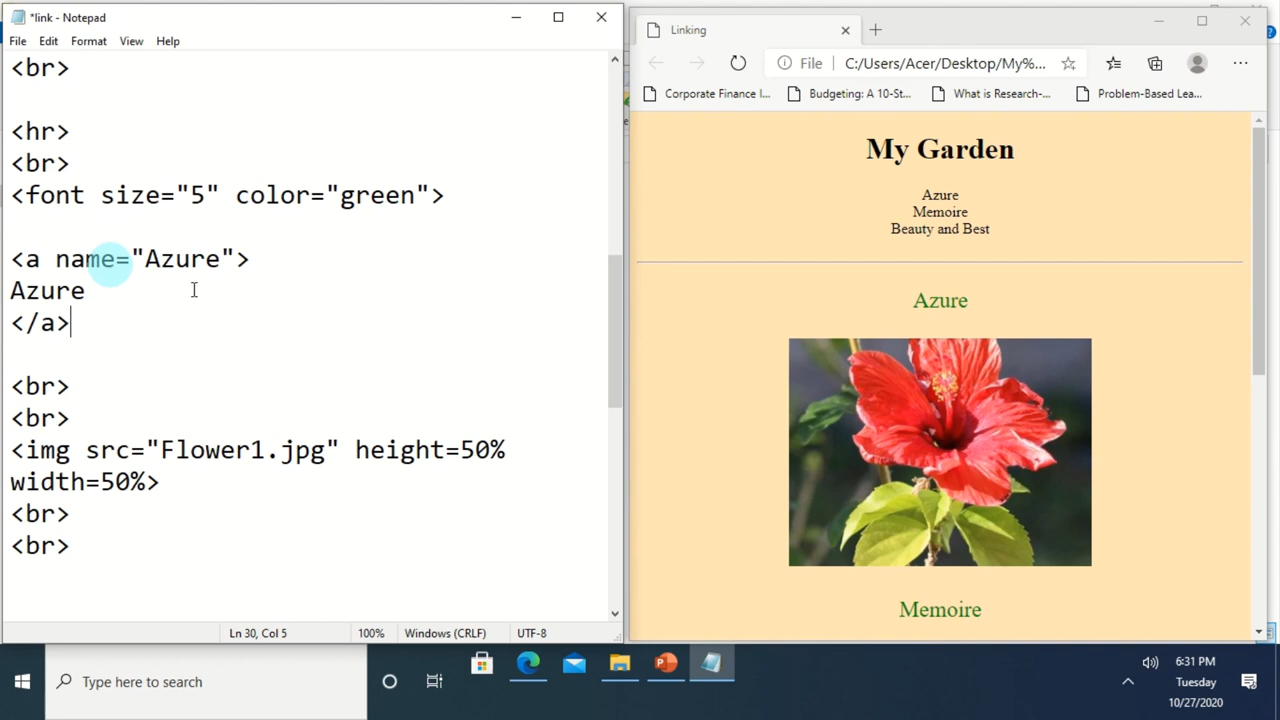 *link - Notepad
File Edit Format View Help
<br>
<hr>
<br>
<font size="5" color="green">
<a name="Azure">
Azure
</a>
<br>
<br>
<img src="Flower1.jpg" height=50%
width=50%>
<br>
<br>
Ln 30, Col 5 100% Windows (CRLF) UTF-8
Linking
File C:/Users/Acer/Desktop/My%...
Corporate Finance I... Budgeting: A 10-St... What is Research-... Problem-Based Lea...
My Garden
Azure
Memoire
Beauty and Best
Azure
Memoire
Type here to search
6:31 PM
Tuesday
10/27/2020